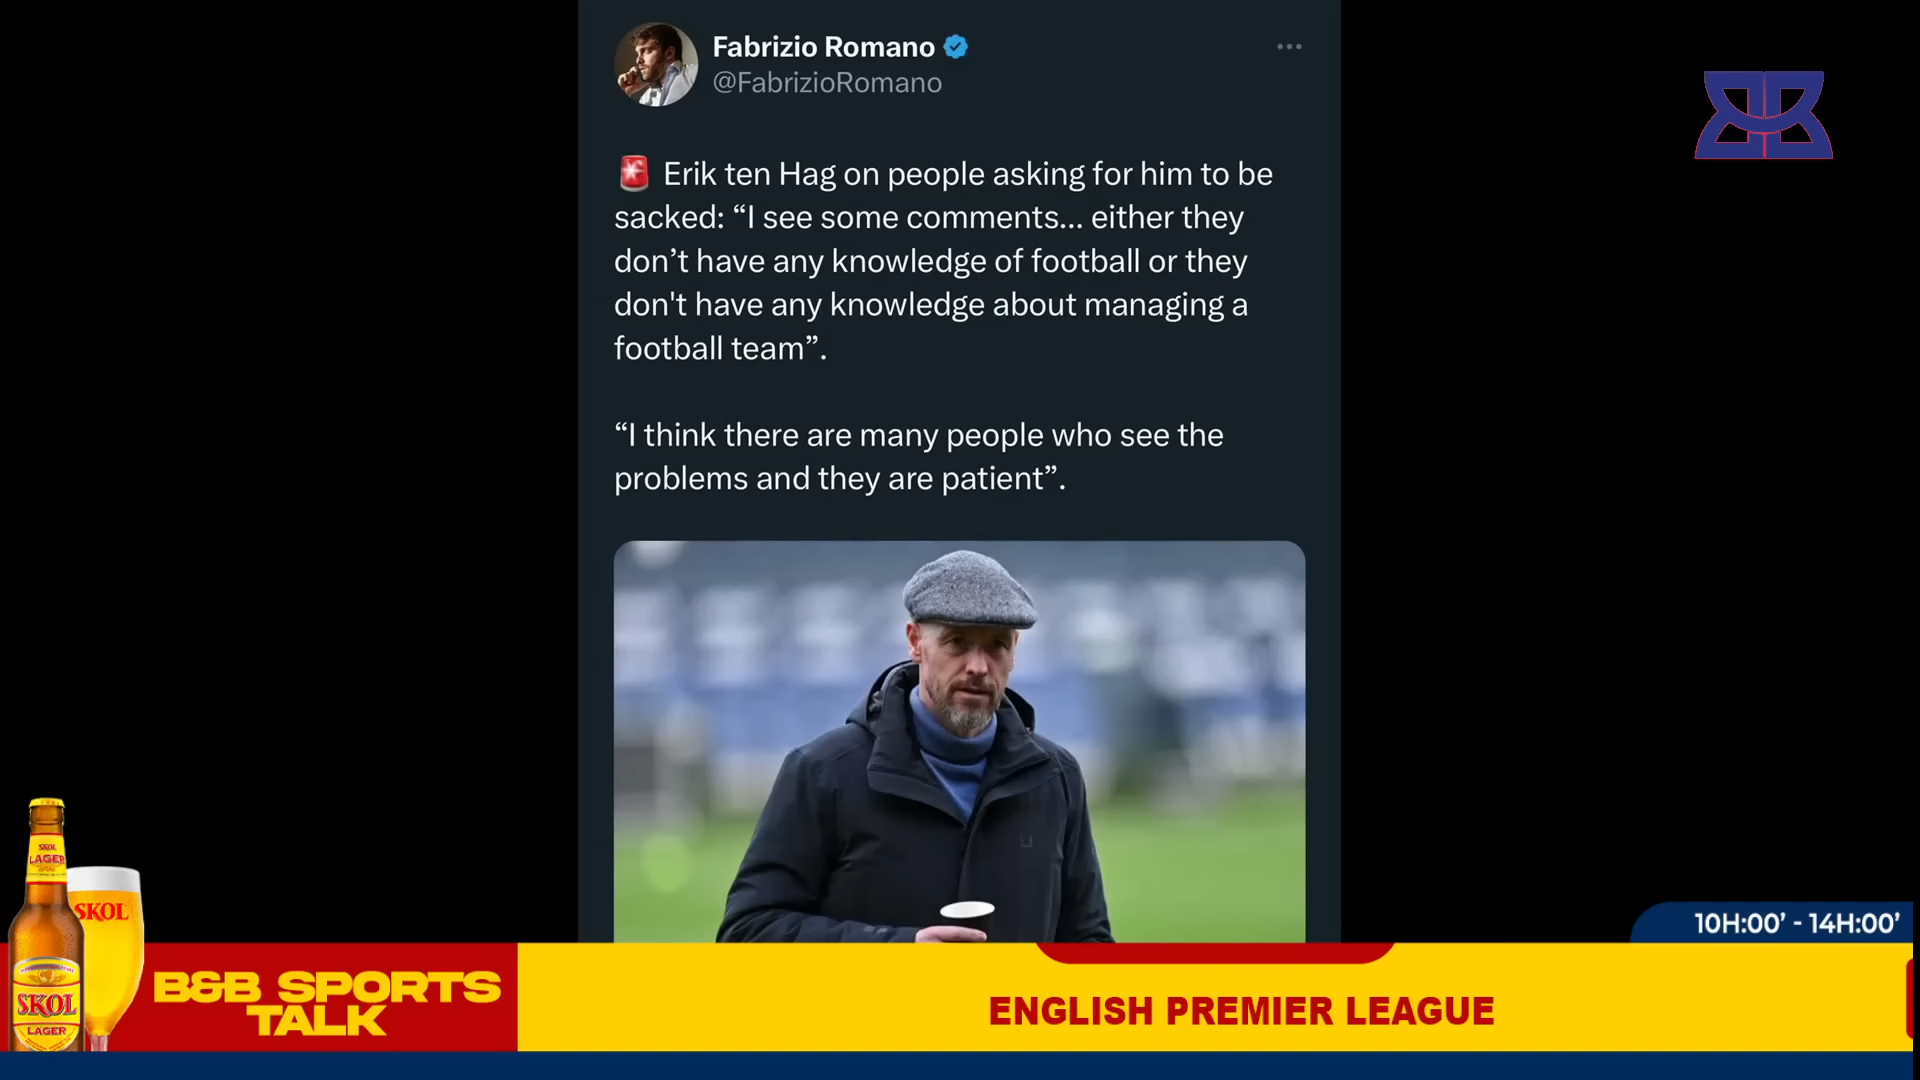 Fabrizio Romano
@FabrizioRomano
🚨 Erik ten Hag on people asking for him to be
sacked: “I see some comments... either they
don’t have any knowledge of football or they
don't have any knowledge about managing a
football team”.
“I think there are many people who see the
problems and they are patient”.
SKOL
LAGER
SKOL
SKOL
LAGER
B&B SPORTS
TALK
10H:00’ - 14H:00’
ENGLISH PREMIER LEAGUE